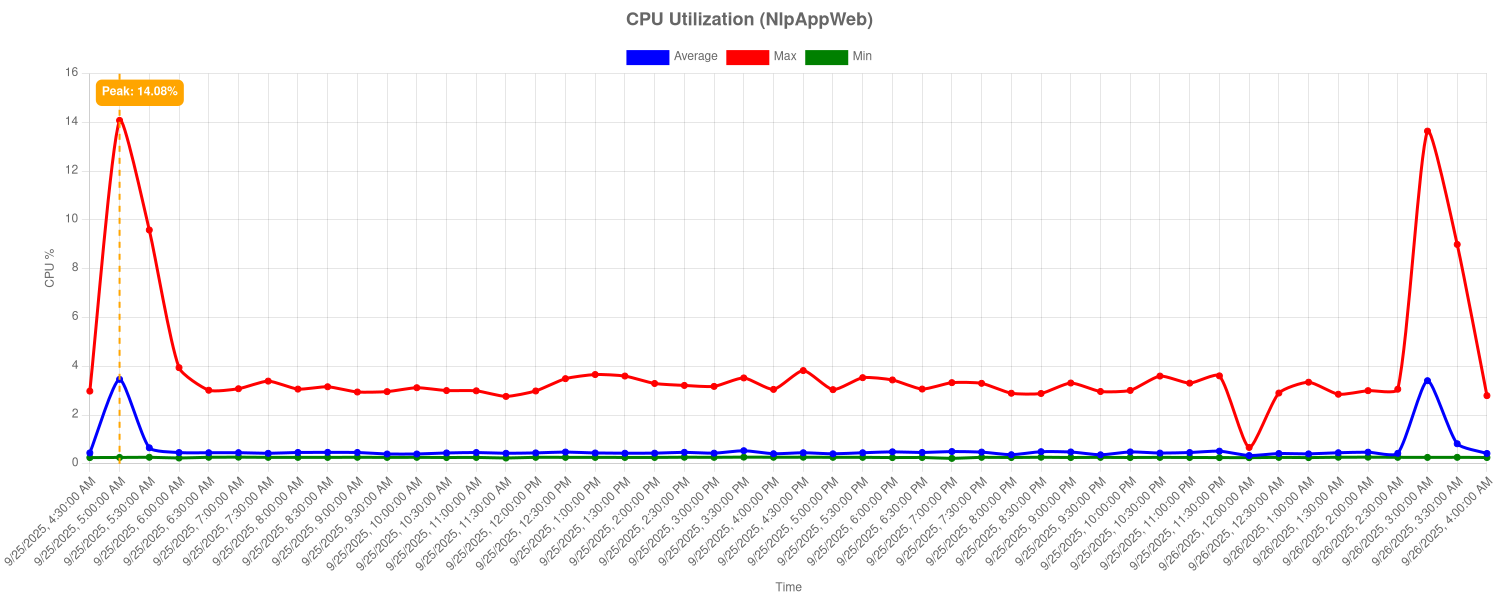 CPU Utilization (NlpAppWeb)
Average
Max
Min
Peak: 14.08%
16
14
12
10
8
6
4
2
0
CPU %
9/25/2025, 4:30:00 AM
9/25/2025, 5:00:00 AM
9/25/2025, 5:30:00 AM
9/25/2025, 6:00:00 AM
9/25/2025, 6:30:00 AM
9/25/2025, 7:00:00 AM
9/25/2025, 7:30:00 AM
9/25/2025, 8:00:00 AM
9/25/2025, 8:30:00 AM
9/25/2025, 9:00:00 AM
9/25/2025, 9:30:00 AM
9/25/2025, 10:00:00 AM
9/25/2025, 10:30:00 AM
9/25/2025, 11:00:00 AM
9/25/2025, 11:30:00 AM
9/25/2025, 12:00:00 PM
9/25/2025, 12:30:00 PM
9/25/2025, 1:00:00 PM
9/25/2025, 1:30:00 PM
9/25/2025, 2:00:00 PM
9/25/2025, 2:30:00 PM
9/25/2025, 3:00:00 PM
9/25/2025, 3:30:00 PM
9/25/2025, 4:00:00 PM
9/25/2025, 4:30:00 PM
9/25/2025, 5:00:00 PM
9/25/2025, 5:30:00 PM
9/25/2025, 6:00:00 PM
9/25/2025, 6:30:00 PM
9/25/2025, 7:00:00 PM
9/25/2025, 7:30:00 PM
9/25/2025, 8:00:00 PM
9/25/2025, 8:30:00 PM
9/25/2025, 9:00:00 PM
9/25/2025, 9:30:00 PM
9/25/2025, 10:00:00 PM
9/25/2025, 10:30:00 PM
9/25/2025, 11:00:00 PM
9/25/2025, 11:30:00 PM
9/26/2025, 12:00:00 AM
9/26/2025, 12:30:00 AM
9/26/2025, 1:00:00 AM
9/26/2025, 1:30:00 AM
9/26/2025, 2:00:00 AM
9/26/2025, 2:30:00 AM
9/26/2025, 3:00:00 AM
9/26/2025, 3:30:00 AM
9/26/2025, 4:00:00 AM
Time